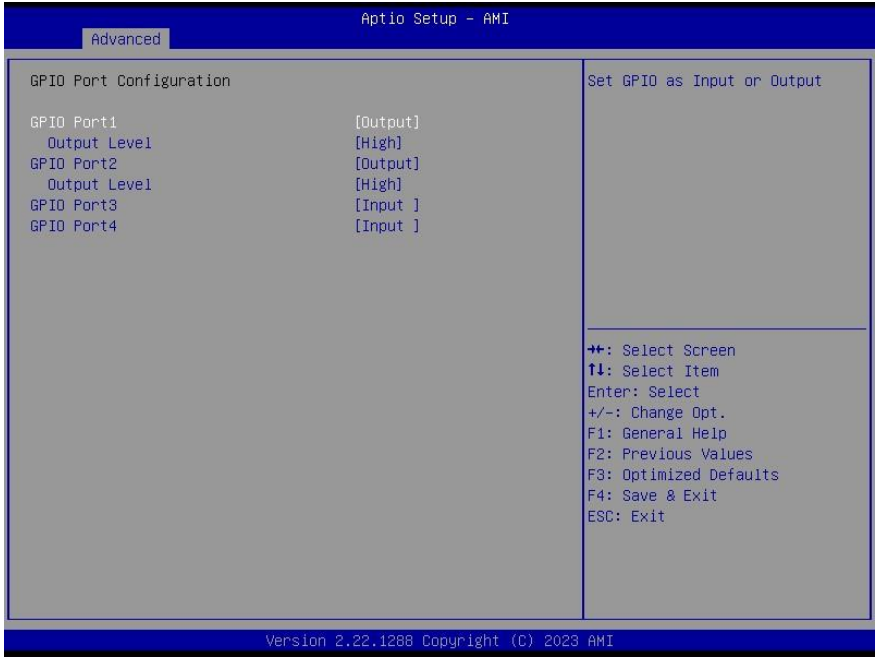 Aptio Setup – AMI
Advanced
GPIO Port Configuration
GPIO Port1 [Output]
Output Level [High]
GPIO Port2 [Output]
Output Level [High]
GPIO Port3 [Input ]
GPIO Port4 [Input ]
Set GPIO as Input or Output
→←: Select Screen
↑↓: Select Item
Enter: Select
+/-: Change Opt.
F1: General Help
F2: Previous Values
F3: Optimized Defaults
F4: Save & Exit
ESC: Exit
Version 2.22.1288 Copyright (C) 2023 AMI